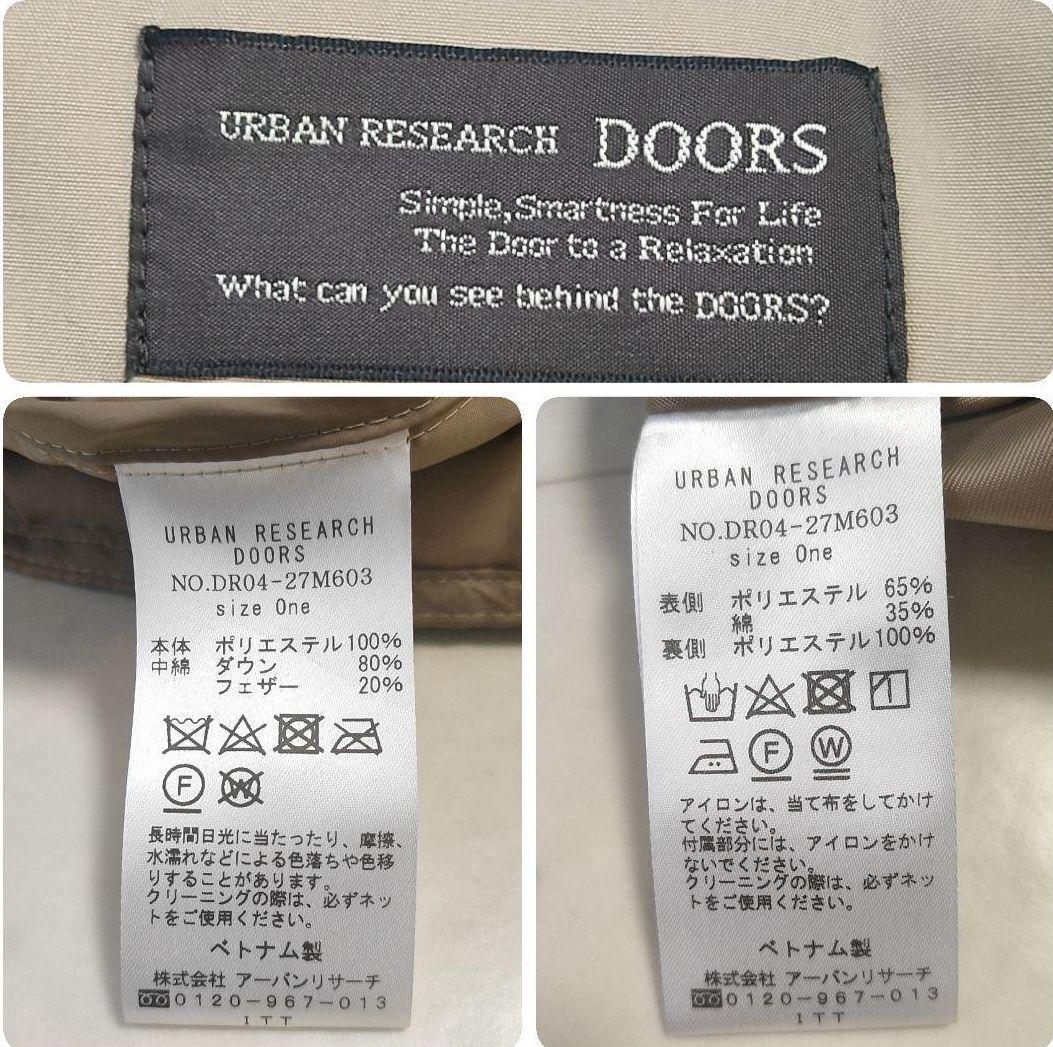 URBAN RESEARCH DOORS
Simple,Smartness For Life
The Door to a Relaxation
What can you see behind the DOORS?
URBAN RESEARCH
DOORS
NO.DR04-27M603
size One
本体 ポリエステル 100%
中綿 ダウン 80%
フェザー 20%
F W
長時間日光に当たったり、摩擦、
水濡れなどによる色落ちや色移
りすることがあります。
クリーニングの際は、必ずネッ
トをご使用ください。
ベトナム製
株式会社 アーバンリサーチ
0120-967-013
ITT
URBAN RESEARCH
DOORS
NO.DR04-27M603
size One
表側 ポリエステル 65%
綿 35%
裏側 ポリエステル 100%
F W
アイロンは、当て布をしてかけ
てください。
付属部分には、アイロンをかけ
ないでください。
クリーニングの際は、必ずネッ
トをご使用ください。
ベトナム製
株式会社 アーバンリサーチ
0120-967-013
ITT